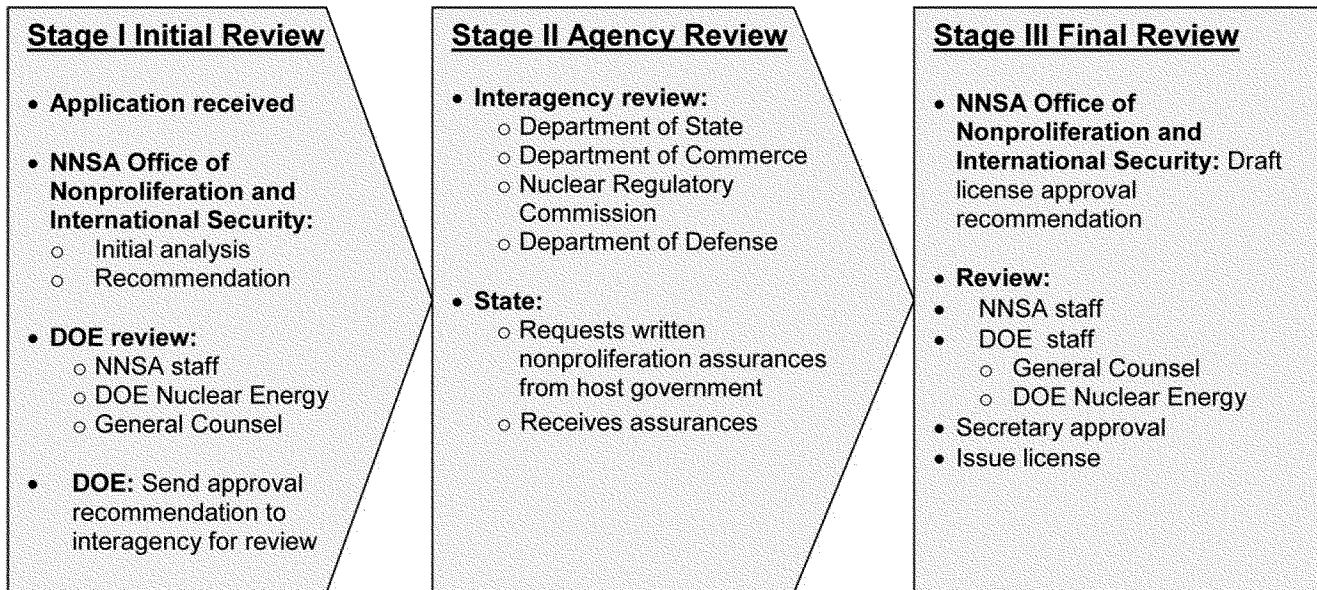 Stage I Initial Review
• Application received
• NNSA Office of
Nonproliferation and
International Security:
o Initial analysis
o Recommendation
• DOE review:
o NNSA staff
o DOE Nuclear Energy
o General Counsel
• DOE: Send approval
recommendation to
interagency for review
Stage II Agency Review
• Interagency review:
o Department of State
o Department of Commerce
o Nuclear Regulatory
Commission
o Department of Defense
• State:
o Requests written
nonproliferation assurances
from host government
o Receives assurances
Stage III Final Review
• NNSA Office of
Nonproliferation and
International Security: Draft
license approval
recommendation
• Review:
• NNSA staff
• DOE staff
o General Counsel
o DOE Nuclear Energy
• Secretary approval
• Issue license